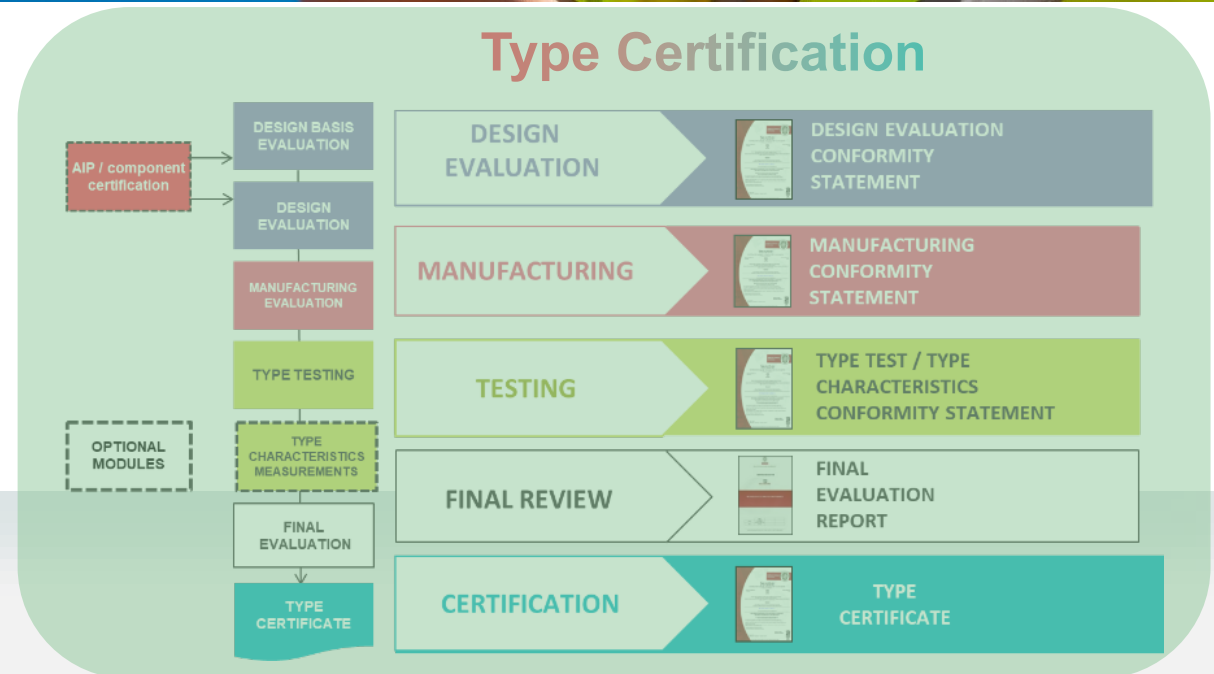 Type Certification
AIP / component
certification
OPTIONAL
MODULES
DESIGN BASIS
EVALUATION
DESIGN
EVALUATION
MANUFACTURING
EVALUATION
TYPE TESTING
TYPE
CHARACTERISTICS
MEASUREMENTS
FINAL
EVALUATION
TYPE
CERTIFICATE
DESIGN
EVALUATION
DESIGN EVALUATION
CONFORMITY
STATEMENT
MANUFACTURING
MANUFACTURING
CONFORMITY
STATEMENT
TESTING
TYPE TEST / TYPE
CHARACTERISTICS
CONFORMITY STATEMENT
FINAL REVIEW
FINAL
EVALUATION
REPORT
CERTIFICATION
TYPE
CERTIFICATE